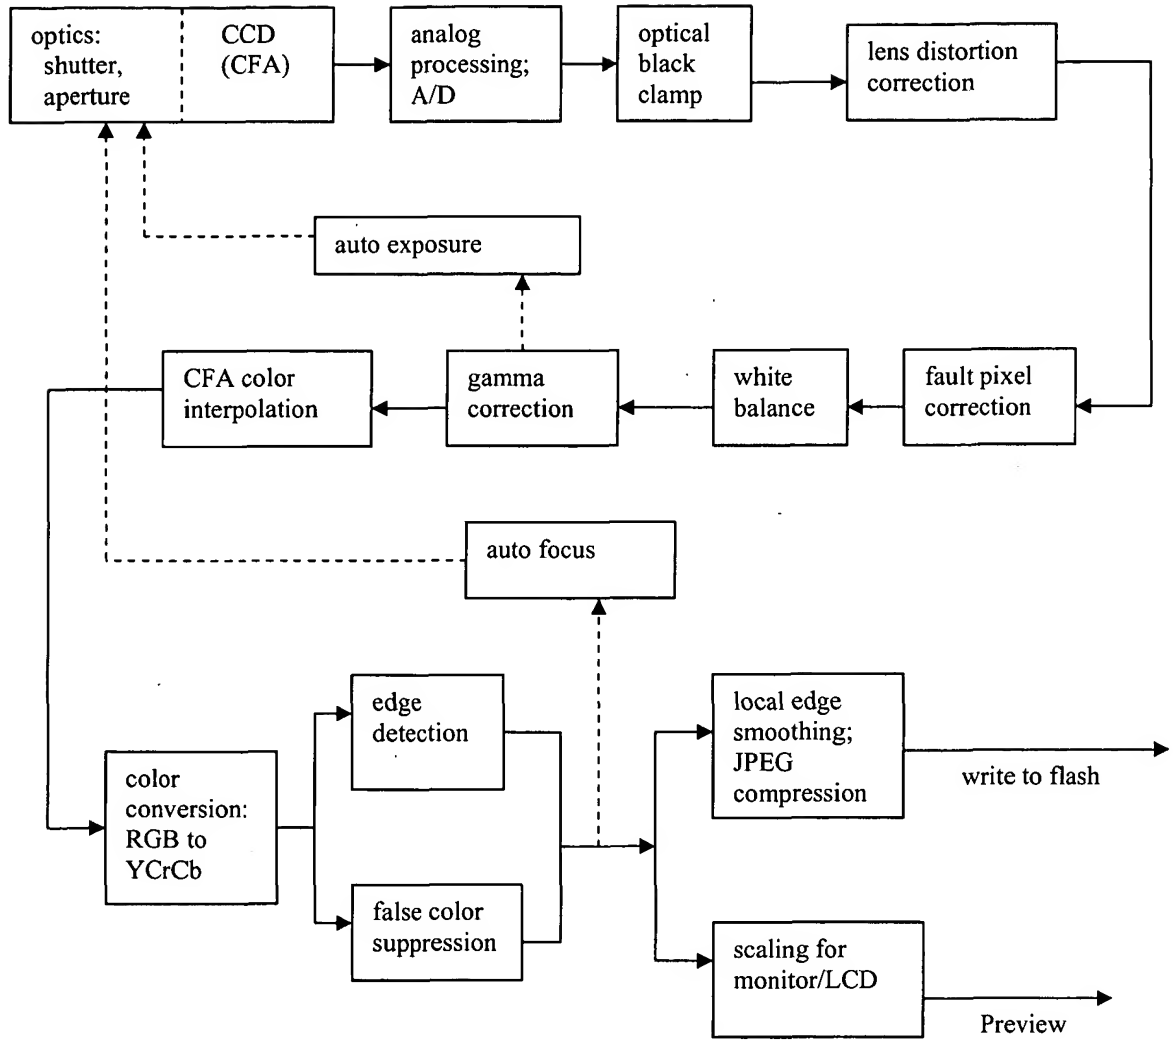 optics:
shutter,
aperture
CCD
(CFA)
analog
processing;
A/D
optical
black
clamp
lens distortion
correction
auto exposure
CFA color
interpolation
gamma
correction
white
balance
fault pixel
correction
auto focus
edge
detection
local edge
smoothing;
JPEG
compression
write to flash
color
conversion:
RGB to
YCrCb
false color
suppression
scaling for
monitor/LCD
Preview